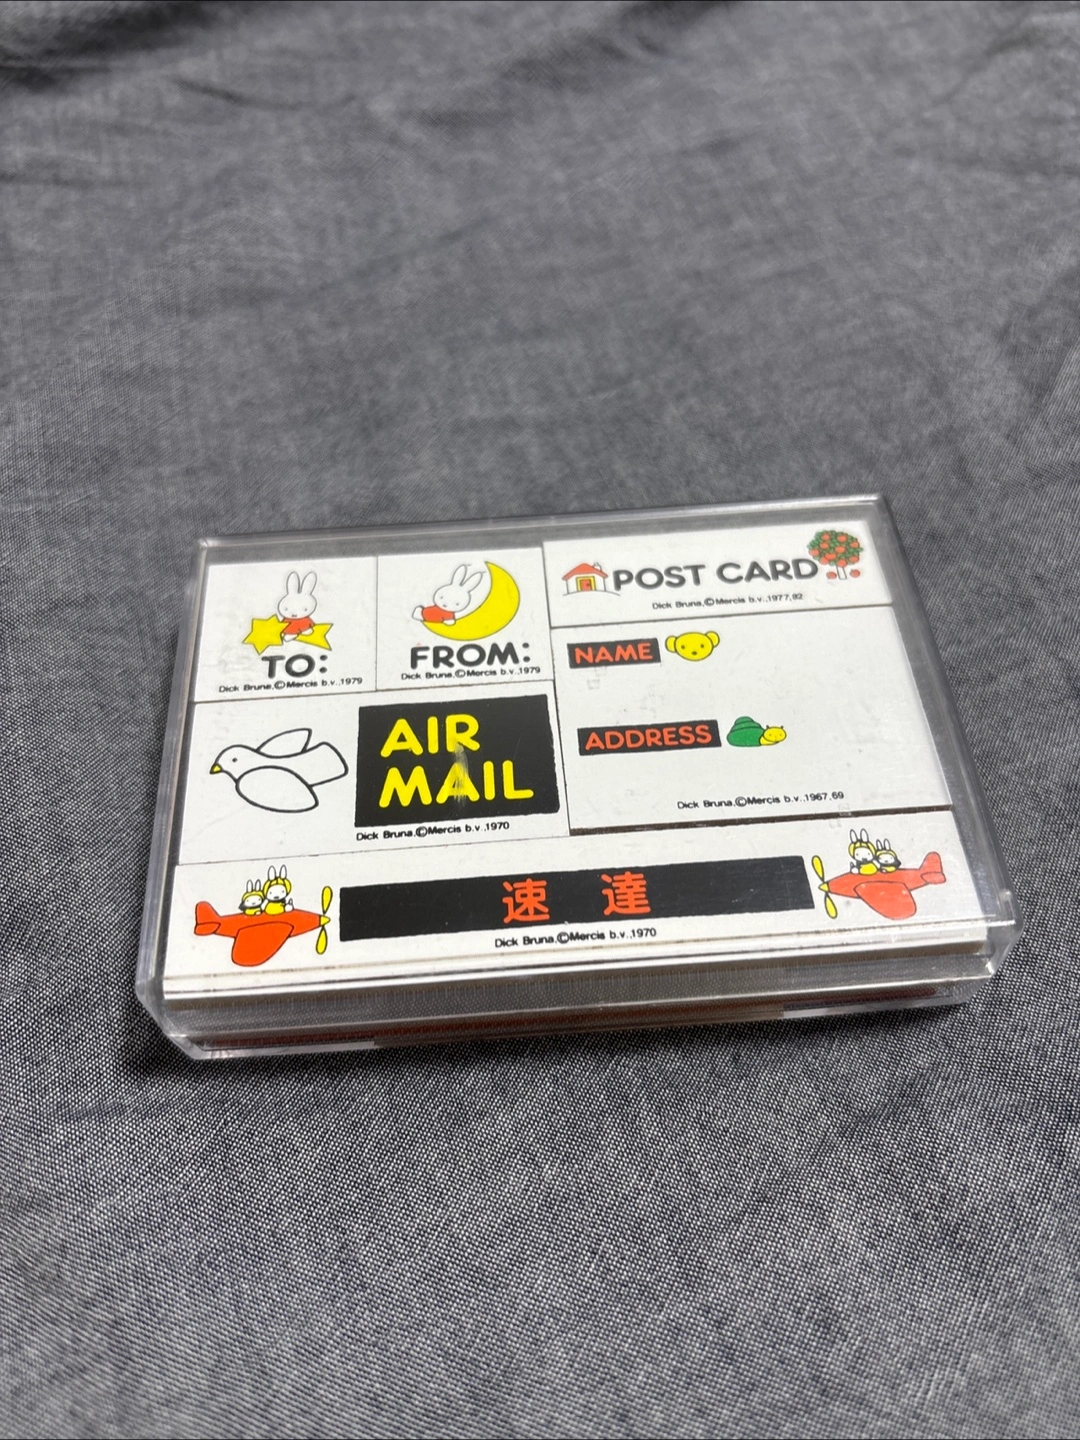 TO:
Dick Bruna,©Mercis b.v.,1979
FROM:
Dick Bruna,©Mercis b.v.,1979
POST CARD
Dick Bruna,©Mercis b.v.,1977,82
NAME
ADDRESS
Dick Bruna,©Mercis b.v.,1967,69
AIR
MAIL
Dick Bruna,©Mercis b.v.,1970
速 達
Dick Bruna,©Mercis b.v.,1970